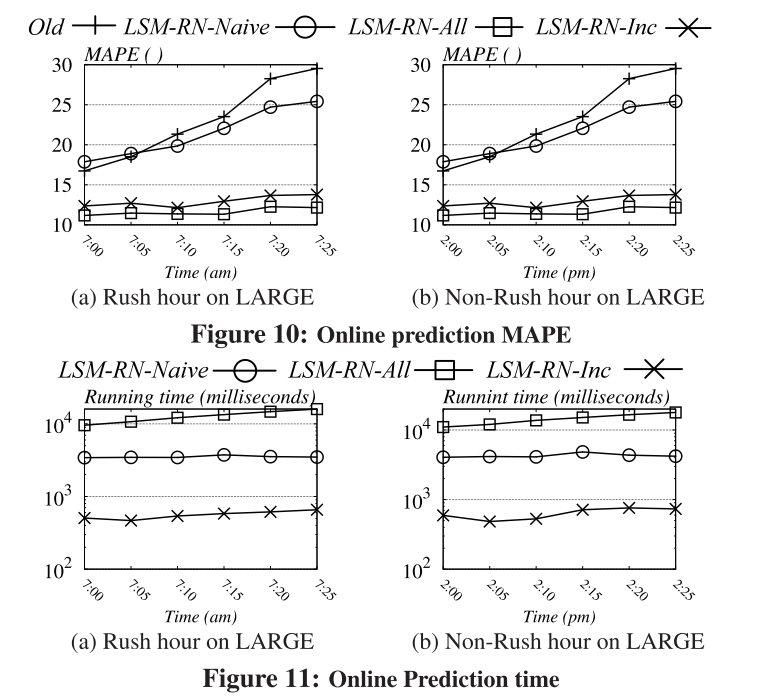 Old LSM-RN-Naive LSM-RN-All LSM-RN-Inc
MAPE ( )
30
25
20
15
10
7:00 7:05 7:10 7:15 7:20 7:25
Time (am)
(a) Rush hour on LARGE
MAPE ( )
30
25
20
15
10
2:00 2:05 2:10 2:15 2:20 2:25
Time (pm)
(b) Non-Rush hour on LARGE
Figure 10: Online prediction MAPE
LSM-RN-Naive LSM-RN-All LSM-RN-Inc
Running time (milliseconds)
10^4
10^3
10^2
7:00 7:05 7:10 7:15 7:20 7:25
Time (am)
(a) Rush hour on LARGE
Runnint time (milliseconds)
10^4
10^3
10^2
2:00 2:05 2:10 2:15 2:20 2:25
Time (pm)
(b) Non-Rush hour on LARGE
Figure 11: Online Prediction time